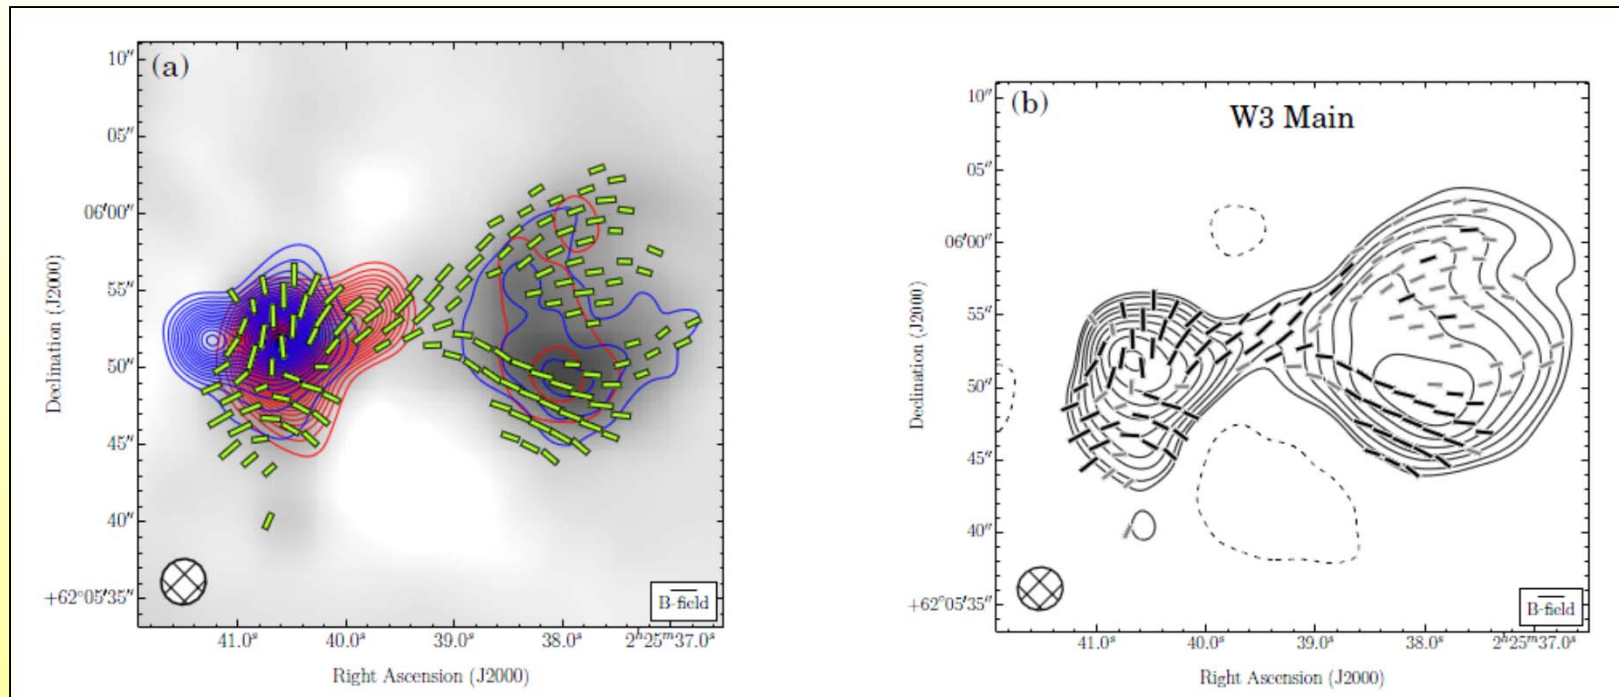 (a)
10″
05″
06′00″
55″
50″
45″
40″
+62°05′35″
Declination (J2000)
41.0ˢ 40.0ˢ 39.0ˢ 38.0ˢ 2ʰ25ᵐ37.0ˢ
Right Ascension (J2000)
B-field
(b)
W3 Main
10″
05″
06′00″
55″
50″
45″
40″
+62°05′35″
Declination (J2000)
41.0ˢ 40.0ˢ 39.0ˢ 38.0ˢ 2ʰ25ᵐ37.0ˢ
Right Ascension (J2000)
B-field